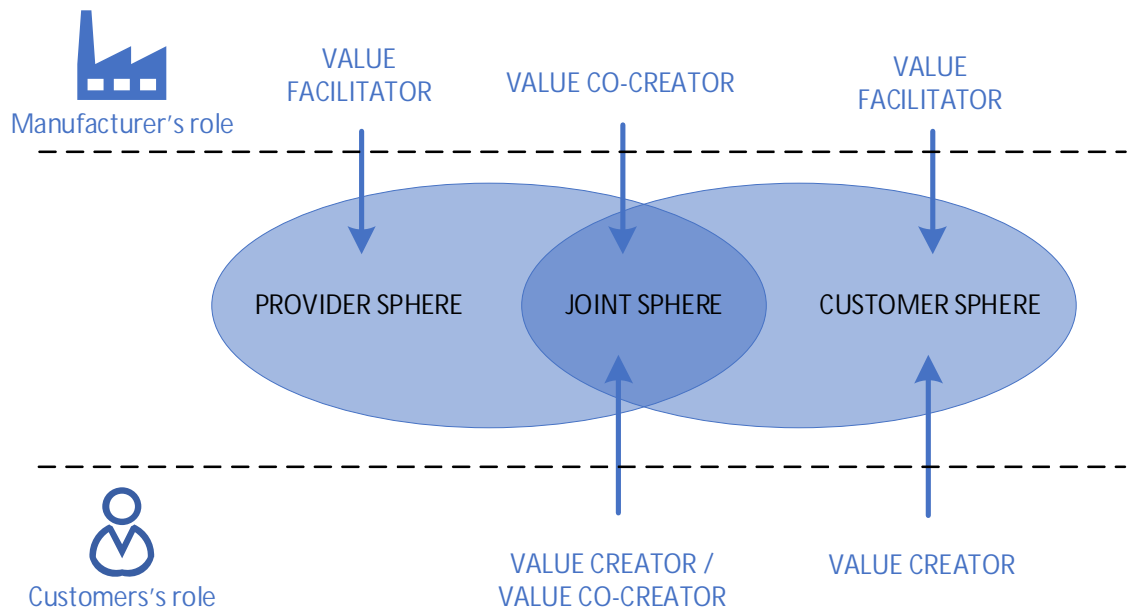 VALUE
FACILITATOR
VALUE CO-CREATOR
VALUE
FACILITATOR
Manufacturer's role
PROVIDER SPHERE
JOINT SPHERE
CUSTOMER SPHERE
VALUE CREATOR /
VALUE CO-CREATOR
VALUE CREATOR
Customers's role